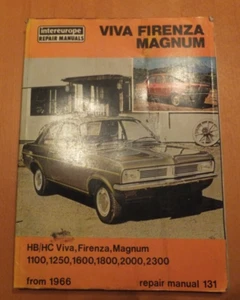 intereurope
REPAIR MANUALS
VIVA FIRENZA
MAGNUM
HB/HC Viva,Firenza,Magnum
1100,1250,1600,1800,2000,2300
from 1966
repair manual 131